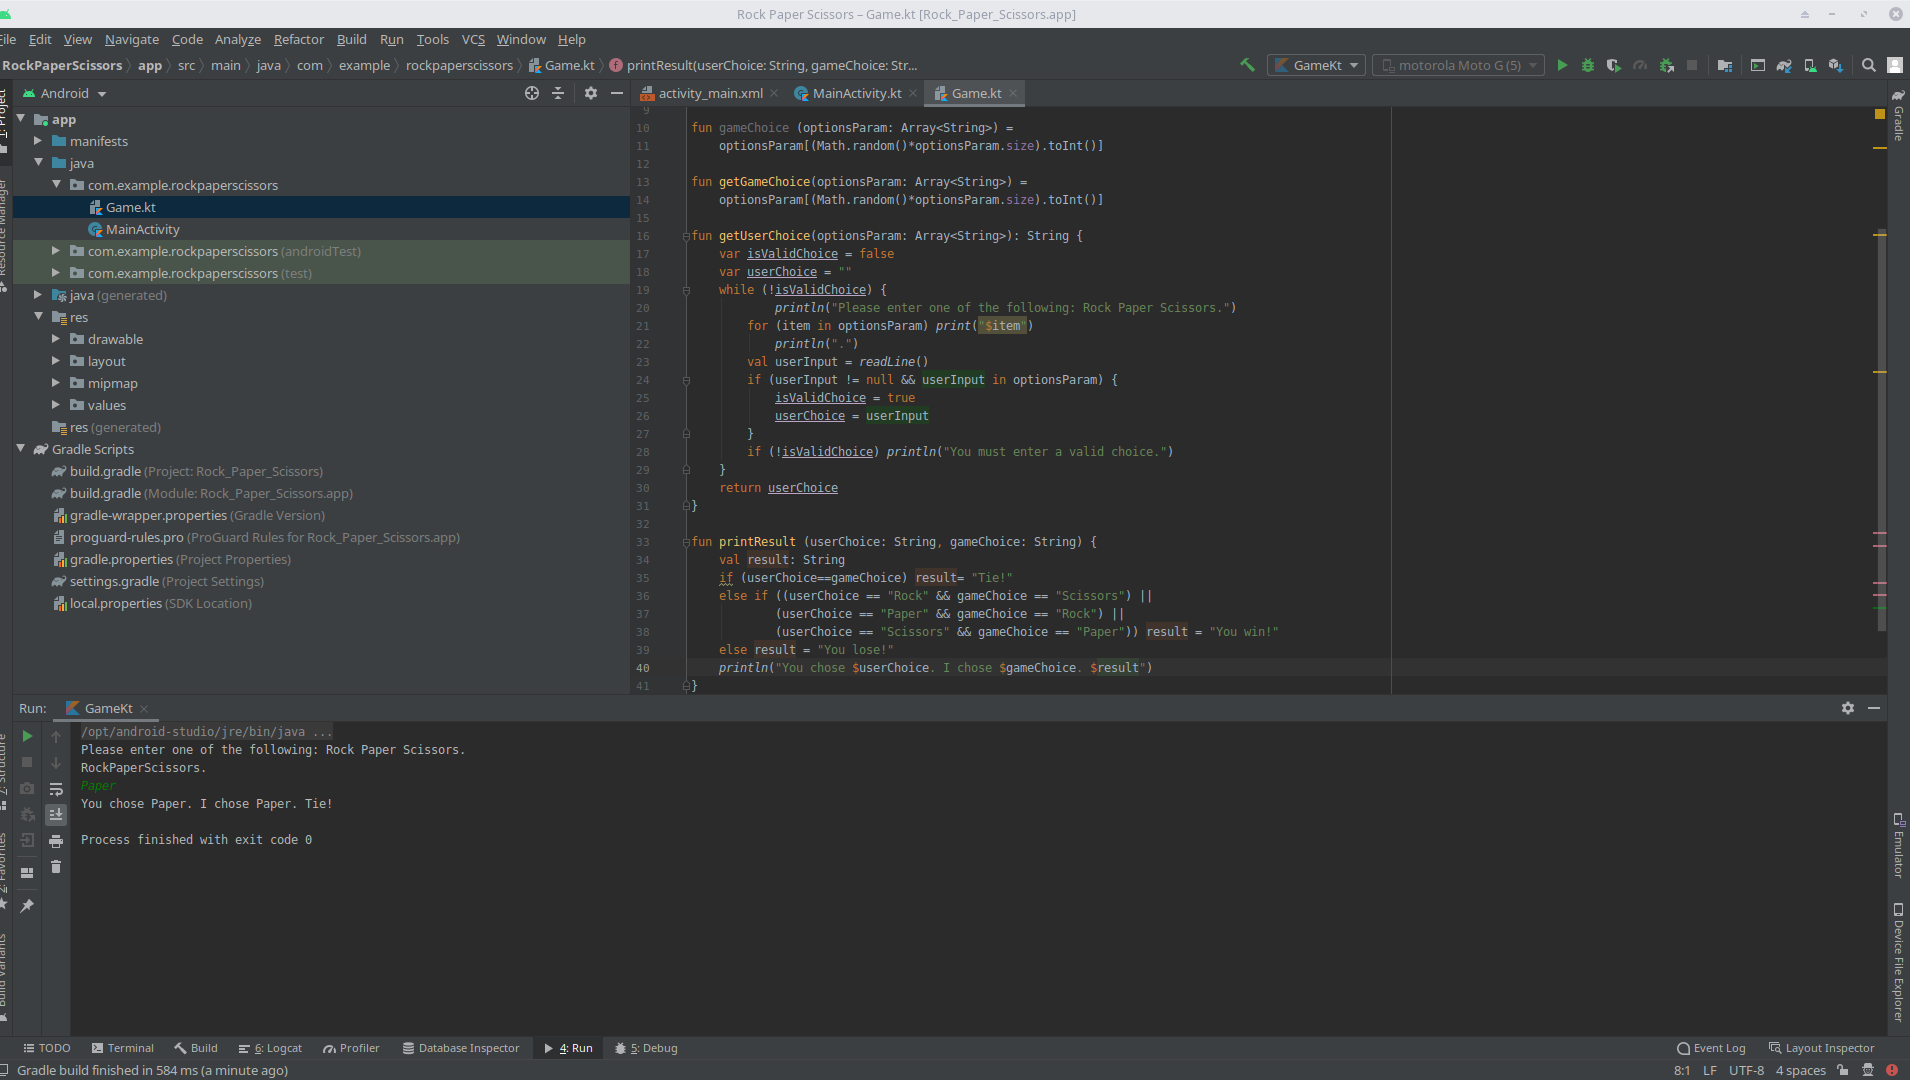 Rock Paper Scissors – Game.kt [Rock_Paper_Scissors.app]
File Edit View Navigate Code Analyze Refactor Build Run Tools VCS Window Help
RockPaperScissors app src main java com example rockpaperscissors Game.kt printResult(userChoice: String, gameChoice: Str... GameKt motorola Moto G (5)
1: Project
Resource Manager
Z: Structure
2: Favorites
Build Variants
Android
app
manifests
java
com.example.rockpaperscissors
Game.kt
MainActivity
com.example.rockpaperscissors (androidTest)
com.example.rockpaperscissors (test)
java (generated)
res
drawable
layout
mipmap
values
res (generated)
Gradle Scripts
build.gradle (Project: Rock_Paper_Scissors)
build.gradle (Module: Rock_Paper_Scissors.app)
gradle-wrapper.properties (Gradle Version)
proguard-rules.pro (ProGuard Rules for Rock_Paper_Scissors.app)
gradle.properties (Project Properties)
settings.gradle (Project Settings)
local.properties (SDK Location)
activity_main.xml MainActivity.kt Game.kt
9
10 fun gameChoice (optionsParam: Array<String>) =
11 optionsParam[(Math.random()*optionsParam.size).toInt()]
12
13 fun getGameChoice(optionsParam: Array<String>) =
14 optionsParam[(Math.random()*optionsParam.size).toInt()]
15
16 fun getUserChoice(optionsParam: Array<String>): String {
17 var isValidChoice = false
18 var userChoice = ""
19 while (!isValidChoice) {
20 println("Please enter one of the following: Rock Paper Scissors.")
21 for (item in optionsParam) print("$item")
22 println(".")
23 val userInput = readLine()
24 if (userInput != null && userInput in optionsParam) {
25 isValidChoice = true
26 userChoice = userInput
27 }
28 if (!isValidChoice) println("You must enter a valid choice.")
29 }
30 return userChoice
31 }
32
33 fun printResult (userChoice: String, gameChoice: String) {
34 val result: String
35 if (userChoice==gameChoice) result= "Tie!"
36 else if ((userChoice == "Rock" && gameChoice == "Scissors") ||
37 (userChoice == "Paper" && gameChoice == "Rock") ||
38 (userChoice == "Scissors" && gameChoice == "Paper")) result = "You win!"
39 else result = "You lose!"
40 println("You chose $userChoice. I chose $gameChoice. $result")
41 }
Gradle
Emulator
Device File Explorer
Run: GameKt
/opt/android-studio/jre/bin/java ...
Please enter one of the following: Rock Paper Scissors.
RockPaperScissors.
Paper
You chose Paper. I chose Paper. Tie!
Process finished with exit code 0
TODO Terminal Build 6: Logcat Profiler Database Inspector 4: Run 5: Debug Event Log Layout Inspector
Gradle build finished in 584 ms (a minute ago) 8:1 LF UTF-8 4 spaces